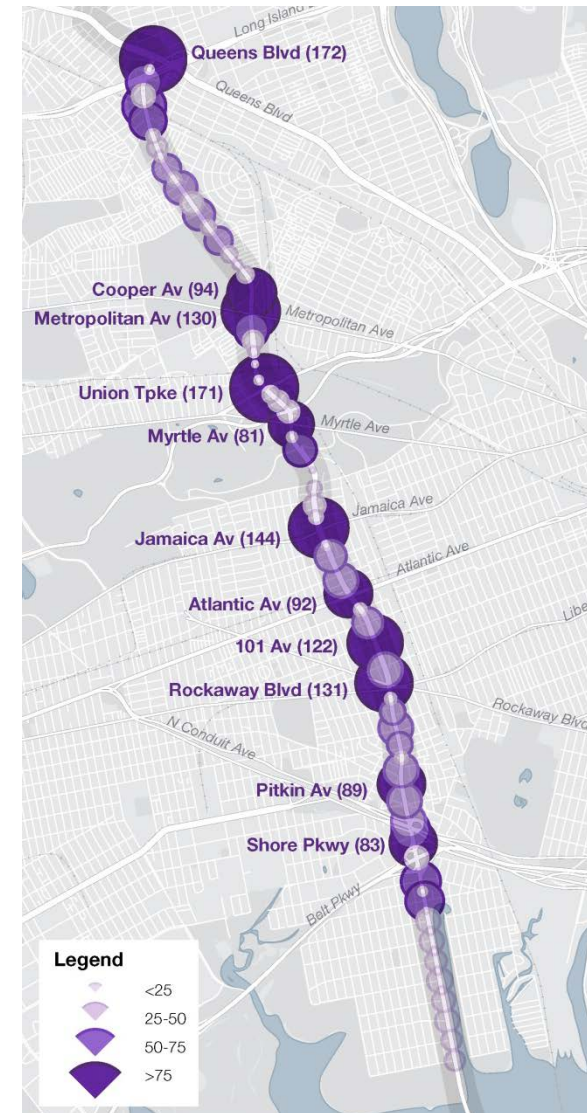 Long Island
Queens Blvd (172)
Queens Blvd
Cooper Av (94)
Metropolitan Av (130)
Metropolitan Ave
Union Tpke (171)
Myrtle Av (81)
Myrtle Ave
Jamaica Ave
Jamaica Av (144)
Atlantic Ave
Atlantic Av (92)
101 Av (122)
Rockaway Blvd (131)
Rockaway Blvd
N Conduit Ave
Pitkin Av (89)
Shore Pkwy (83)
Belt Pkwy
Legend
<25
25-50
50-75
>75